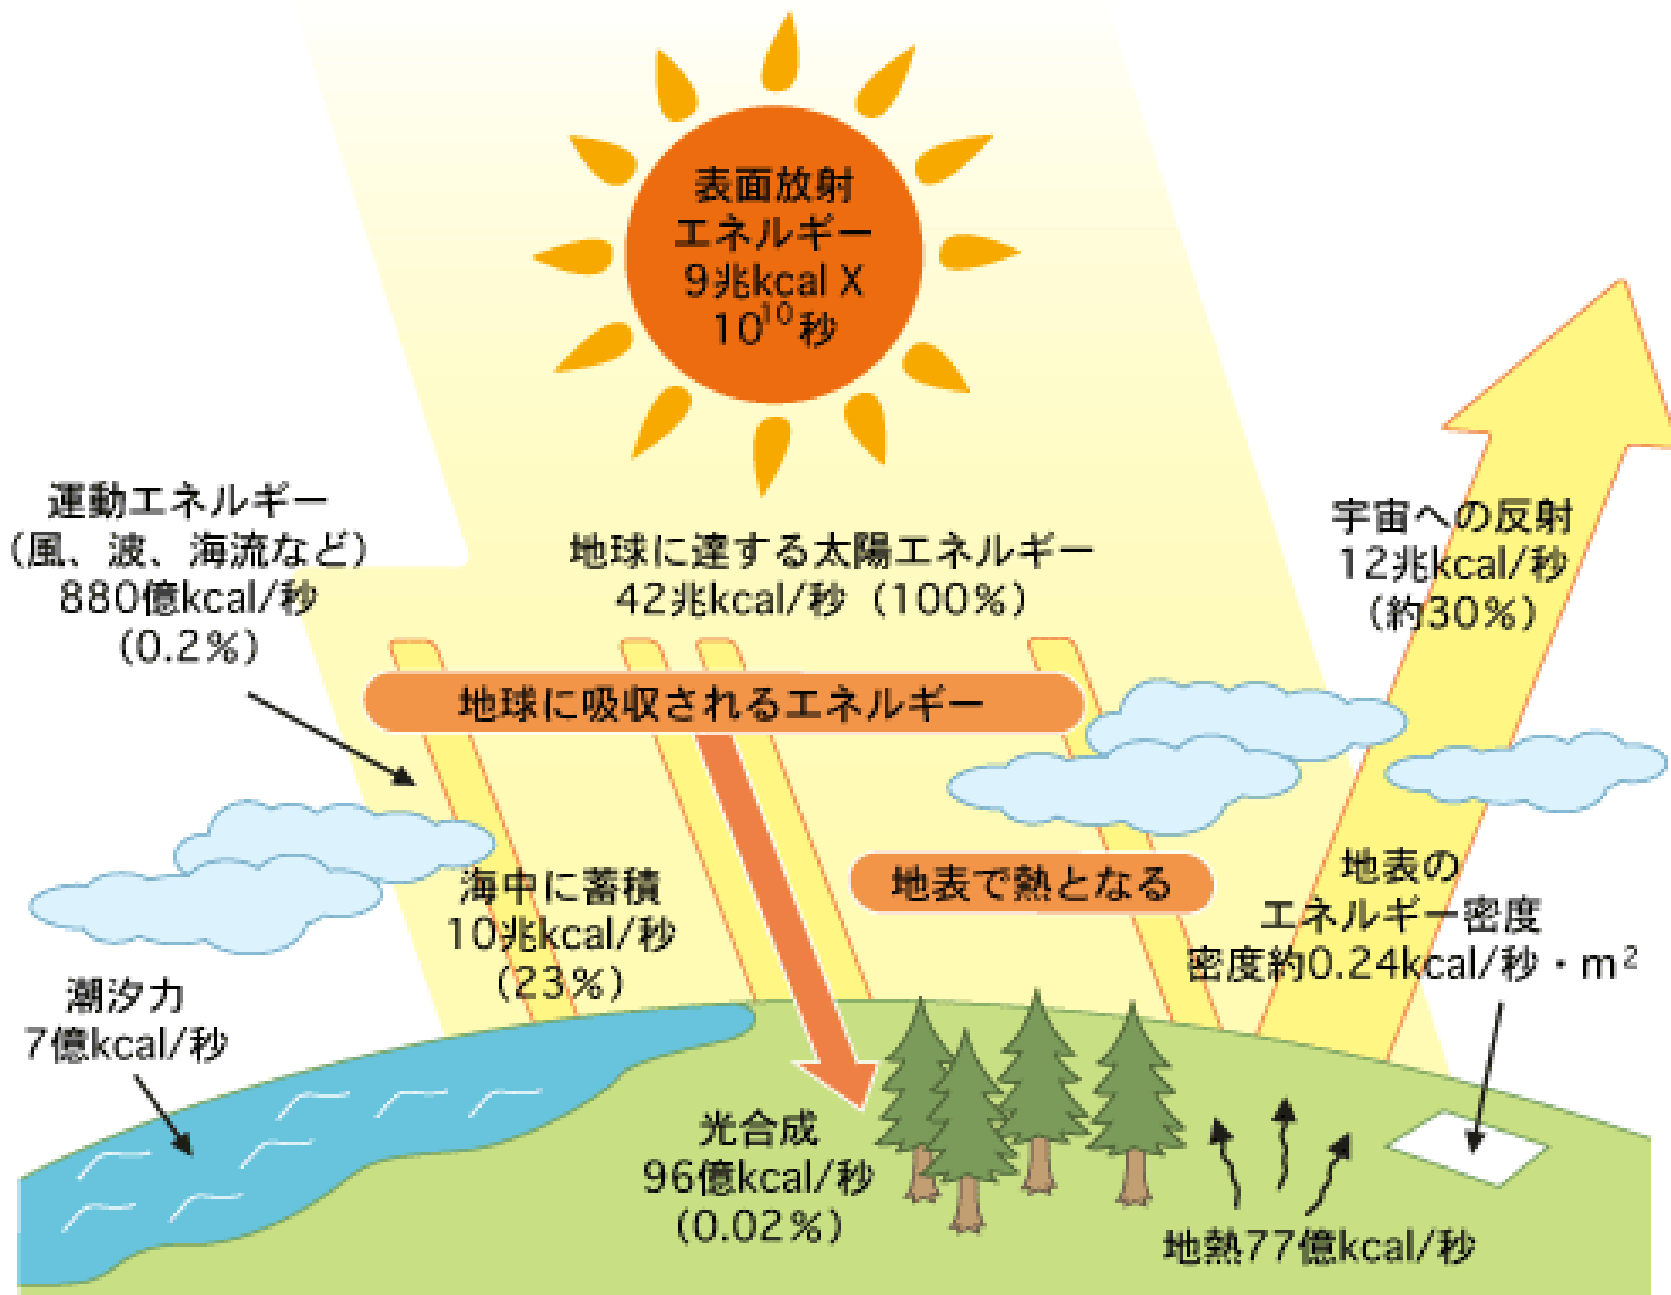 表面放射
エネルギー
9兆kcal X
10¹⁰秒
運動エネルギー
(風、波、海流など)
880億kcal/秒
(0.2%)
地球に達する太陽エネルギー
42兆kcal/秒 (100%)
宇宙への反射
12兆kcal/秒
(約30%)
地球に吸収されるエネルギー
海中に蓄積
10兆kcal/秒
(23%)
地表で熱となる
地表の
エネルギー密度
密度約0.24kcal/秒・m²
潮汐力
7億kcal/秒
光合成
96億kcal/秒
(0.02%)
地熱77億kcal/秒